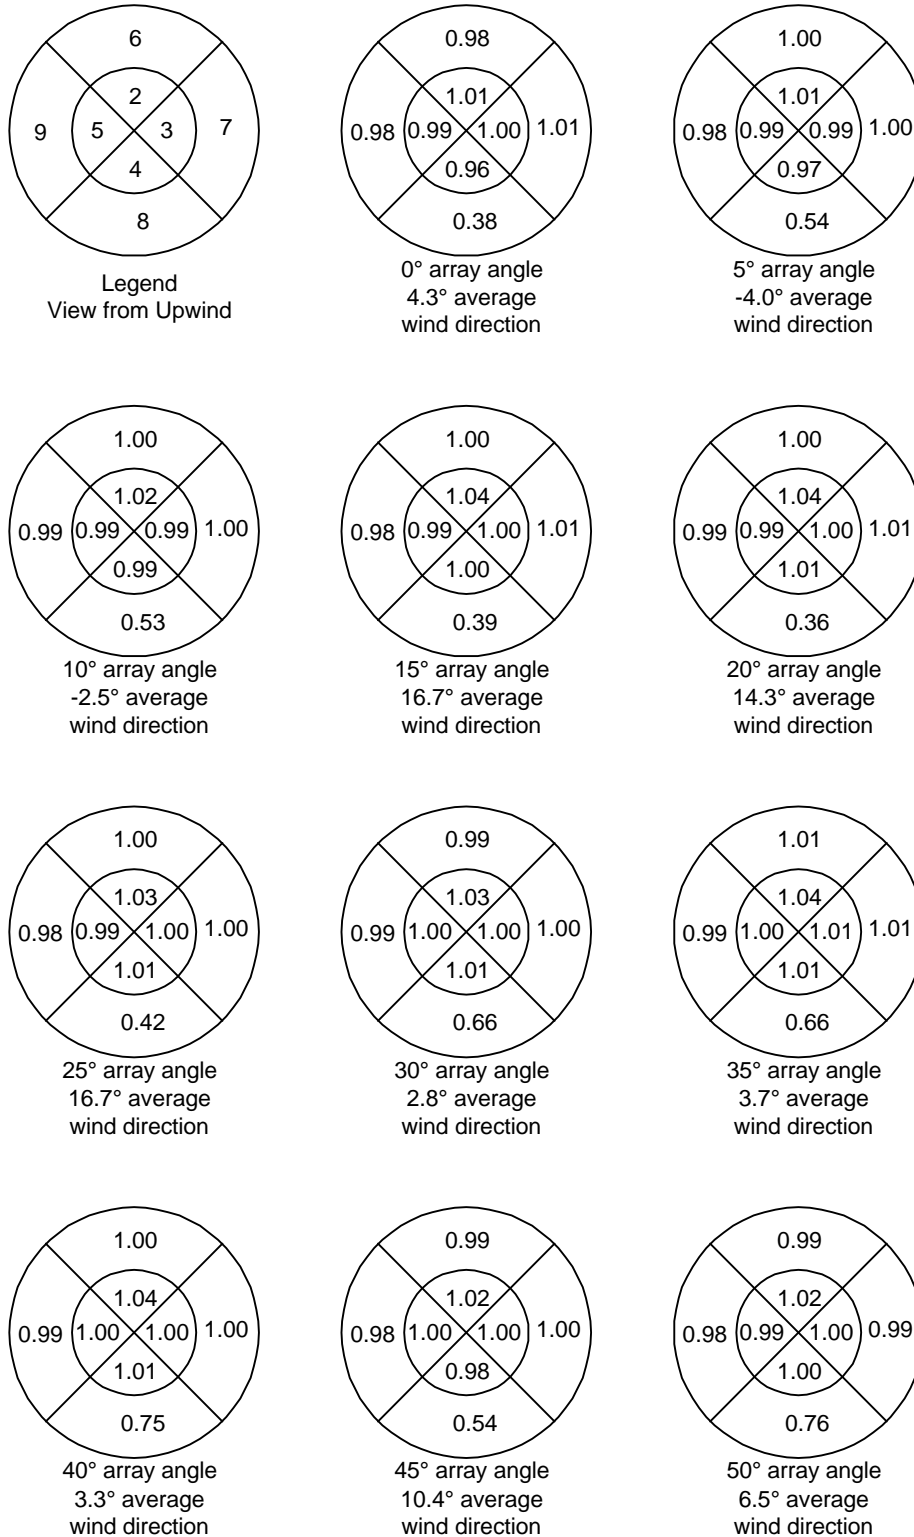 6
2
9 5 3 7
4
8
Legend
View from Upwind
0.98
1.01
0.98 0.99 1.00 1.01
0.96
0.38
0° array angle
4.3° average
wind direction
1.00
1.01
0.98 0.99 0.99 1.00
0.97
0.54
5° array angle
-4.0° average
wind direction
1.00
1.02
0.99 0.99 0.99 1.00
0.99
0.53
10° array angle
-2.5° average
wind direction
1.00
1.04
0.98 0.99 1.00 1.01
1.00
0.39
15° array angle
16.7° average
wind direction
1.00
1.04
0.99 0.99 1.00 1.01
1.01
0.36
20° array angle
14.3° average
wind direction
1.00
1.03
0.98 0.99 1.00 1.00
1.01
0.42
25° array angle
16.7° average
wind direction
0.99
1.03
0.99 1.00 1.00 1.00
1.01
0.66
30° array angle
2.8° average
wind direction
1.01
1.04
0.99 1.00 1.01 1.01
1.01
0.66
35° array angle
3.7° average
wind direction
1.00
1.04
0.99 1.00 1.00 1.00
1.01
0.75
40° array angle
3.3° average
wind direction
0.99
1.02
0.98 1.00 1.00 1.00
0.98
0.54
45° array angle
10.4° average
wind direction
0.99
1.02
0.98 0.99 1.00 0.99
1.00
0.76
50° array angle
6.5° average
wind direction